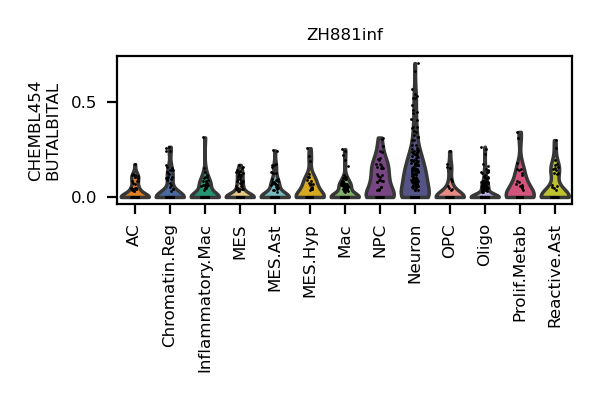 ZH881inf
CHEMBL454
BUTALBITAL
0.5
0.0
AC
Chromatin.Reg
Inflammatory.Mac
MES
MES.Ast
MES.Hyp
Mac
NPC
Neuron
OPC
Oligo
Prolif.Metab
Reactive.Ast